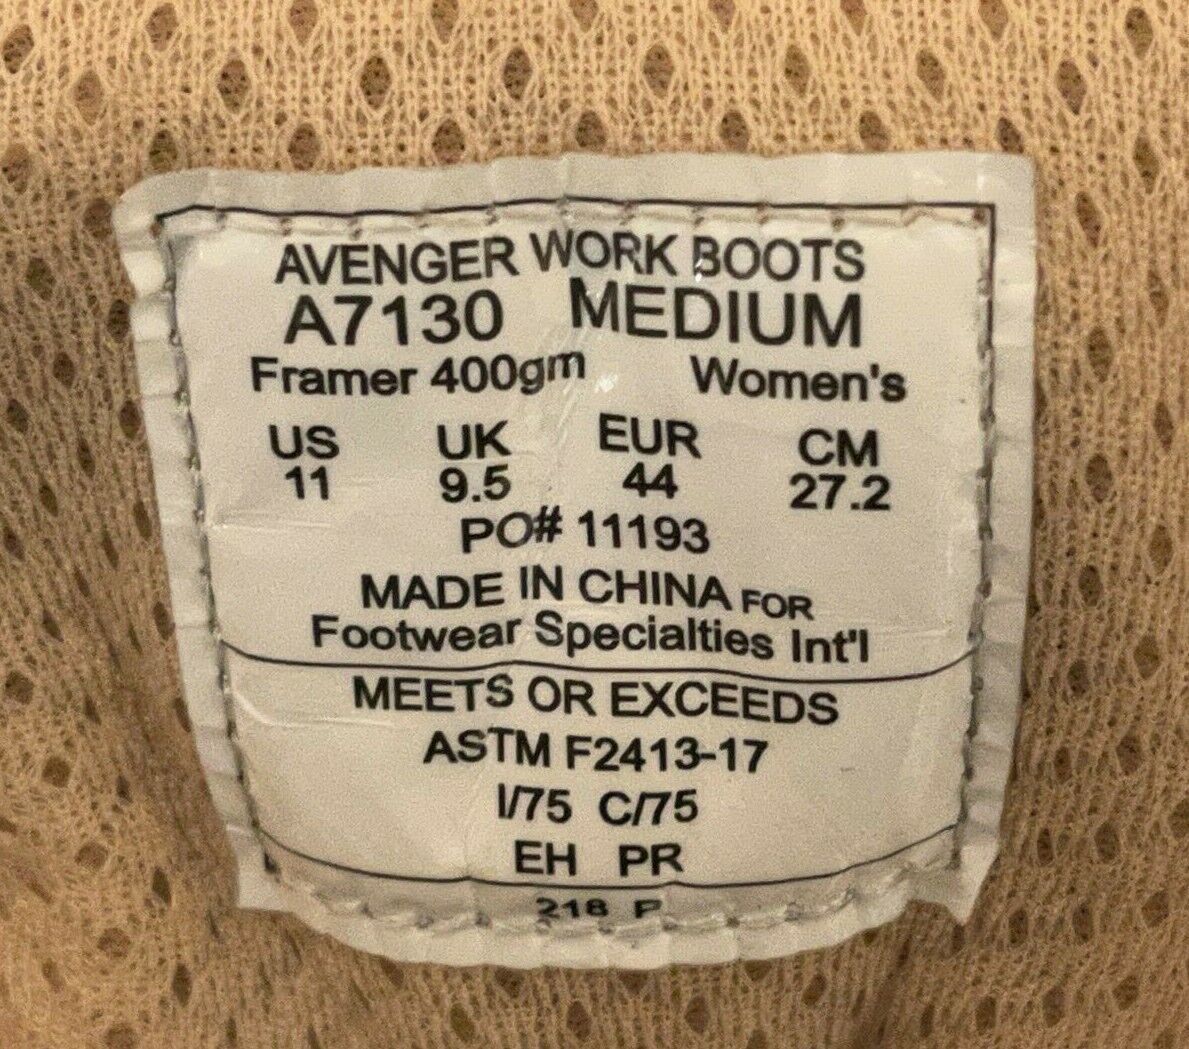 AVENGER WORK BOOTS
A7130 MEDIUM
Framer 400gm Women's
US UK EUR CM
11 9.5 44 27.2
PO# 11193
MADE IN CHINA FOR
Footwear Specialties Int'l
MEETS OR EXCEEDS
ASTM F2413-17
I/75 C/75
EH PR
218